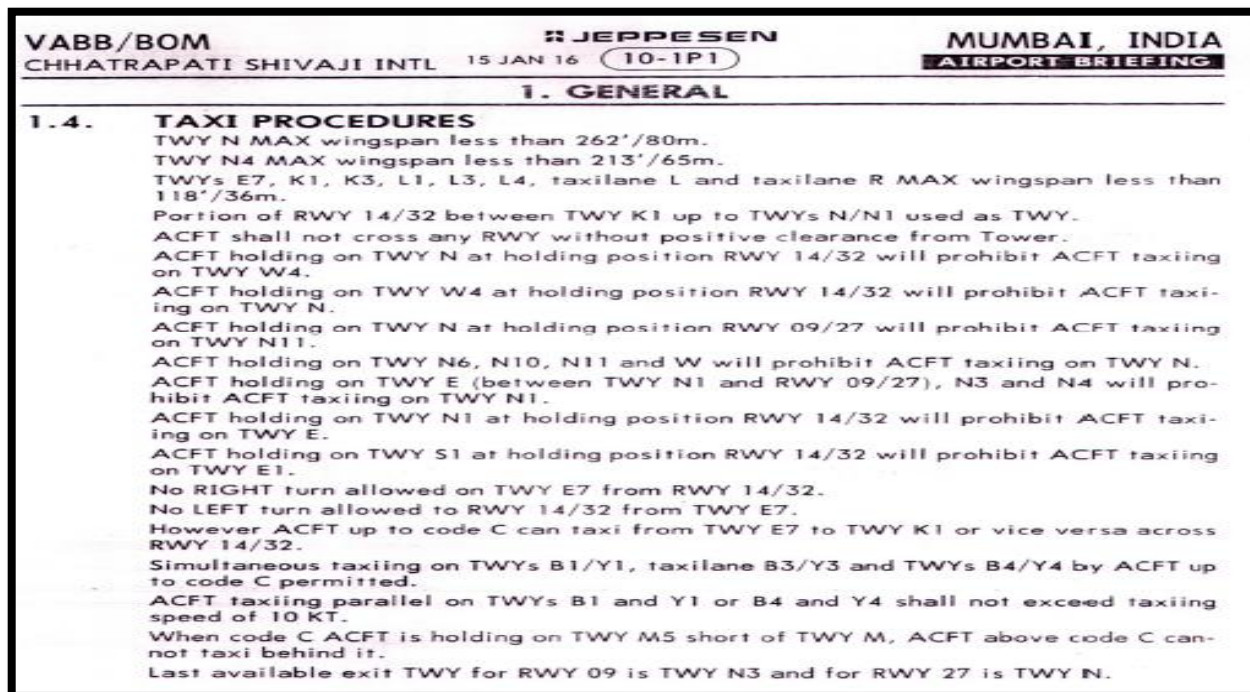 VABB/BOM JEPPESEN MUMBAI, INDIA
CHHATRAPATI SHIVAJI INTL 15 JAN 16 10-1P1 AIRPORT BRIEFING
1. GENERAL
1.4. TAXI PROCEDURES
TWY N MAX wingspan less than 262'/80m.
TWY N4 MAX wingspan less than 213'/65m.
TWYs E7, K1, K3, L1, L3, L4, taxilane L and taxilane R MAX wingspan less than
118'/36m.
Portion of RWY 14/32 between TWY K1 up to TWYs N/N1 used as TWY.
ACFT shall not cross any RWY without positive clearance from Tower.
ACFT holding on TWY N at holding position RWY 14/32 will prohibit ACFT taxiing
on TWY W4.
ACFT holding on TWY W4 at holding position RWY 14/32 will prohibit ACFT taxi-
ing on TWY N.
ACFT holding on TWY N at holding position RWY 09/27 will prohibit ACFT taxiing
on TWY N11.
ACFT holding on TWY N6, N10, N11 and W will prohibit ACFT taxiing on TWY N.
ACFT holding on TWY E (between TWY N1 and RWY 09/27), N3 and N4 will pro-
hibit ACFT taxiing on TWY N1.
ACFT holding on TWY N1 at holding position RWY 14/32 will prohibit ACFT taxi-
ing on TWY E.
ACFT holding on TWY S1 at holding position RWY 14/32 will prohibit ACFT taxiing
on TWY E1.
No RIGHT turn allowed on TWY E7 from RWY 14/32.
No LEFT turn allowed to RWY 14/32 from TWY E7.
However ACFT up to code C can taxi from TWY E7 to TWY K1 or vice versa across
RWY 14/32.
Simultaneous taxiing on TWYs B1/Y1, taxilane B3/Y3 and TWYs B4/Y4 by ACFT up
to code C permitted.
ACFT taxiing parallel on TWYs B1 and Y1 or B4 and Y4 shall not exceed taxiing
speed of 10 KT.
When code C ACFT is holding on TWY M5 short of TWY M, ACFT above code C can-
not taxi behind it.
Last available exit TWY for RWY 09 is TWY N3 and for RWY 27 is TWY N.